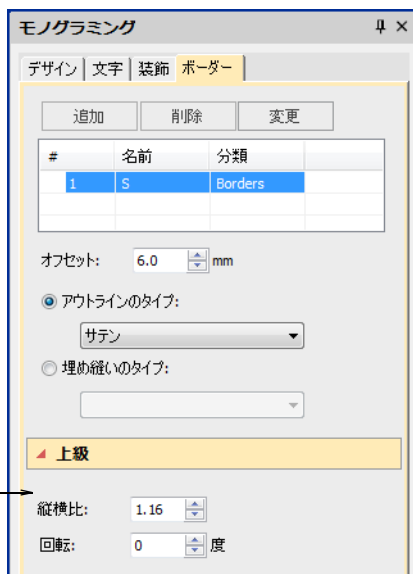 モノグラミング
デザイン 文字 装飾 ボーダー
追加 削除 変更
# 名前 分類
1 S Borders
オフセット: 6.0 mm
アウトラインのタイプ:
サテン
埋め縫いのタイプ:
上級
縦横比: 1.16
回転: 0 度